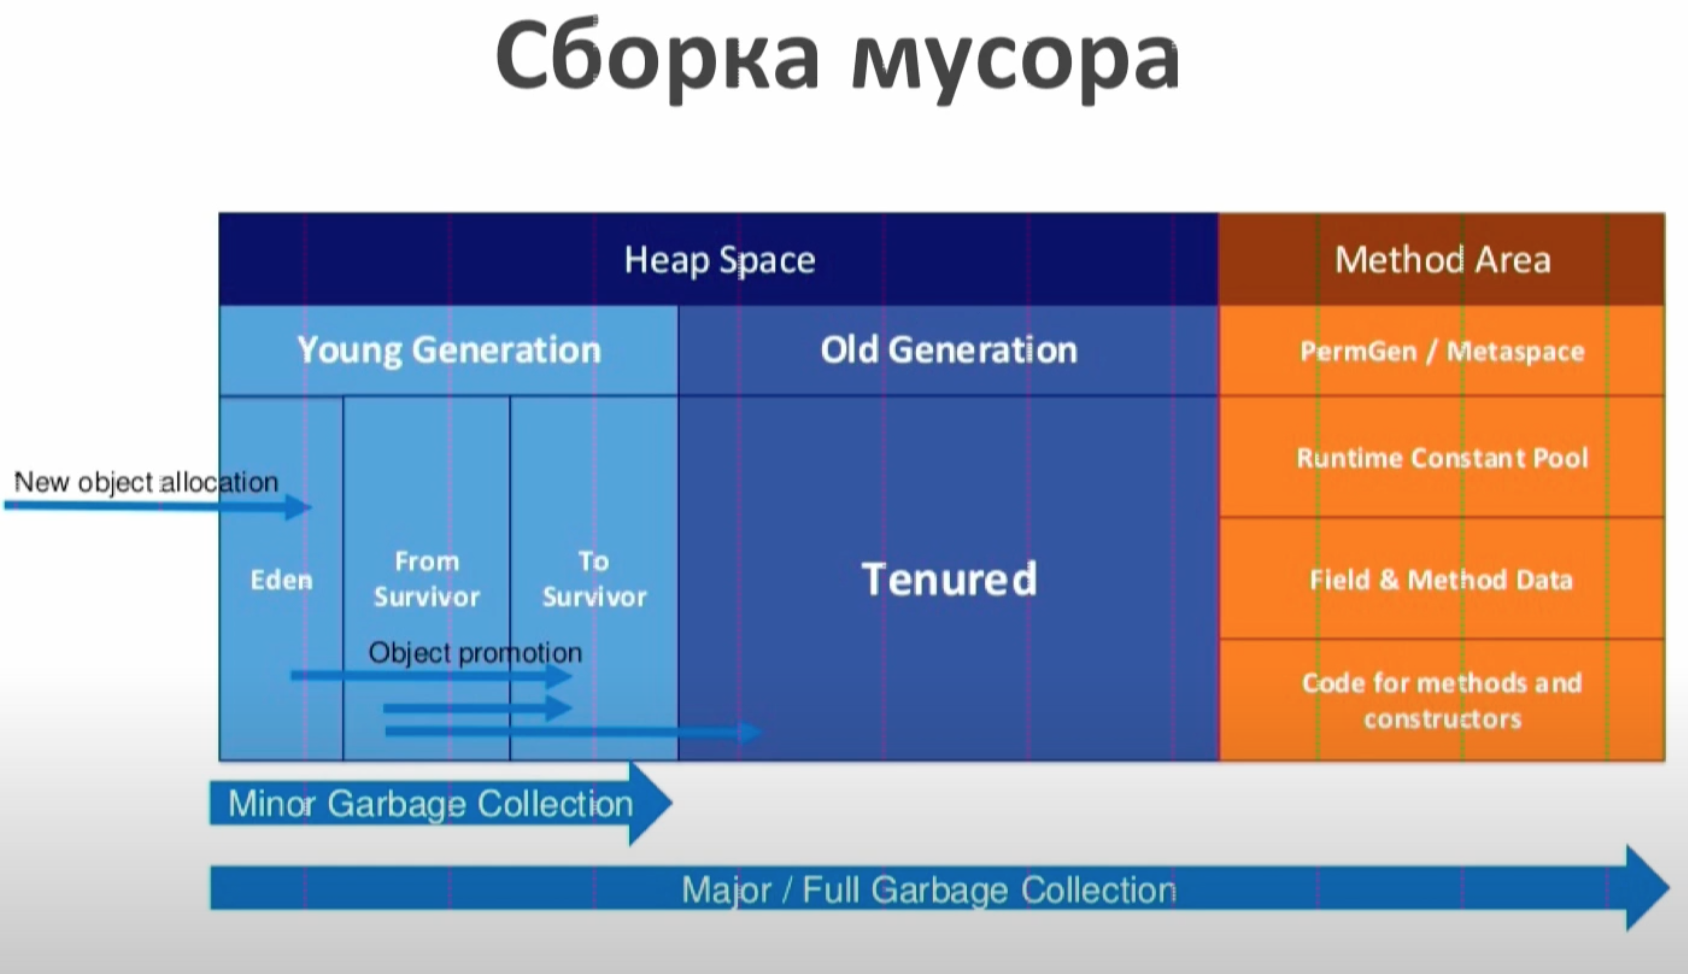 Сборка мусора
Heap Space
Method Area
Young Generation
Old Generation
PermGen / Metaspace
New object allocation
Eden
From
Survivor
To
Survivor
Object promotion
Tenured
Runtime Constant Pool
Field & Method Data
Code for methods and
constructors
Minor Garbage Collection
Major / Full Garbage Collection